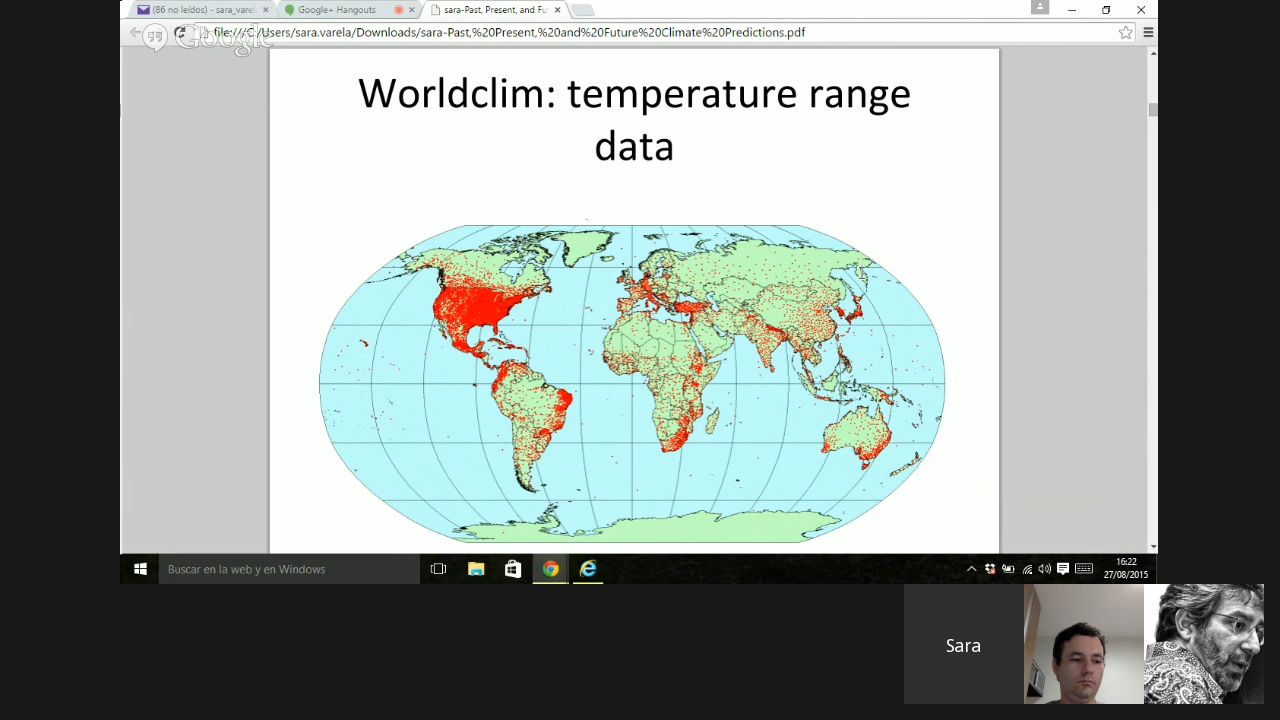 (86 no leídos) - sara_varel
Google+ Hangouts
sara-Past, Present, and Fu
file:///C:/Users/sara.varela/Downloads/sara-Past,%20Present,%20and%20Future%20Climate%20Predictions.pdf
Google
Worldclim: temperature range
data
Buscar en la web y en Windows
16:22
27/08/2015
Sara